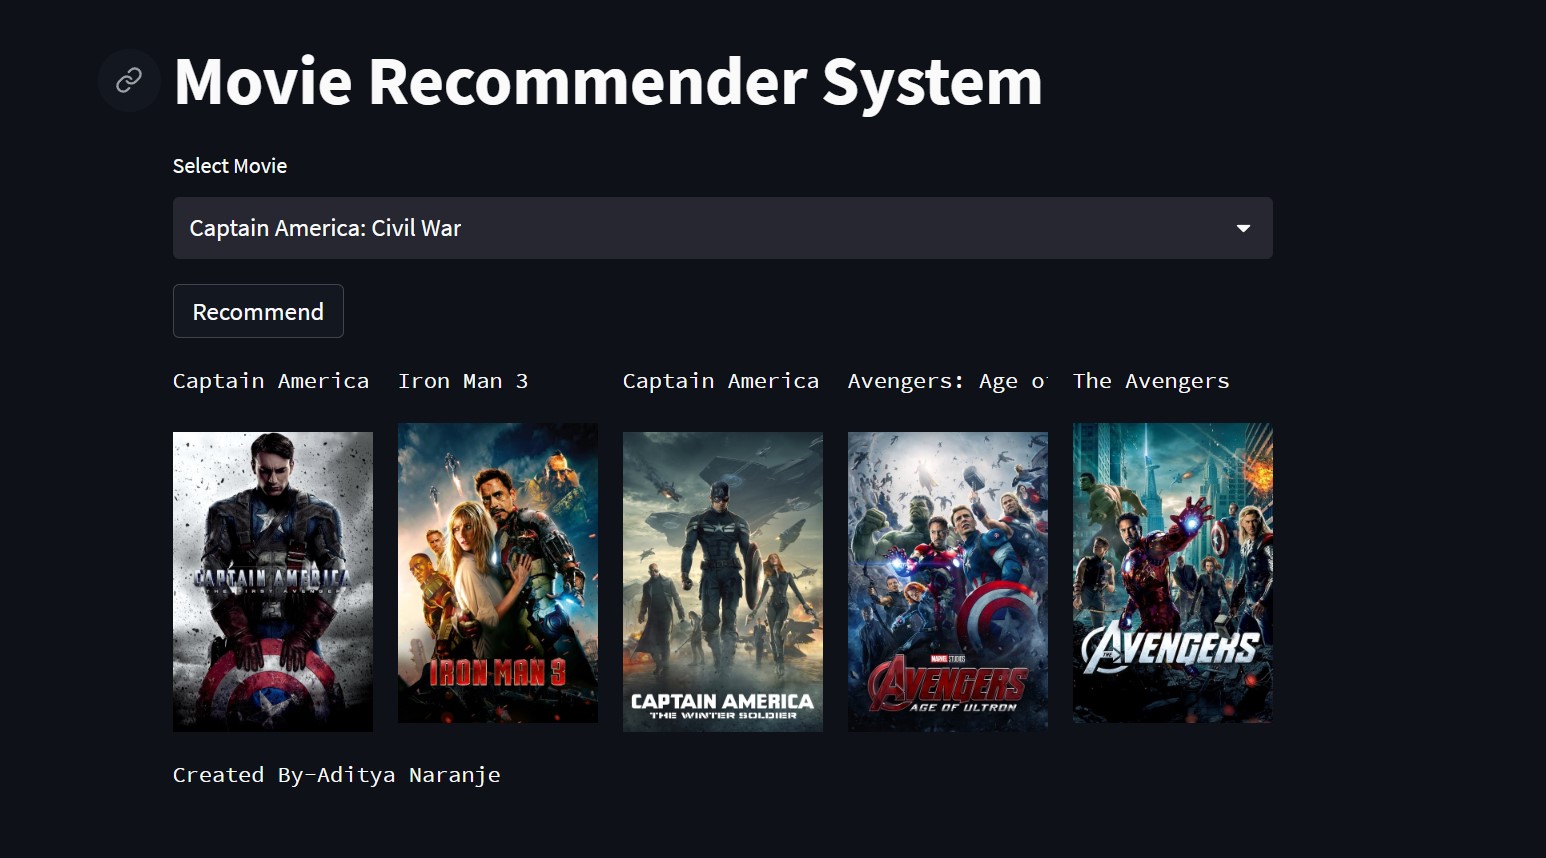 Movie Recommender System
Select Movie
Captain America: Civil War
Recommend
Captain America
Iron Man 3
Captain America
Avengers: Age o
The Avengers
CAPTAIN AMERICA
THE FIRST AVENGER
IRON MAN 3
CAPTAIN AMERICA
THE WINTER SOLDIER
MARVEL STUDIOS
AVENGERS
AGE OF ULTRON
THE AVENGERS
Created By-Aditya Naranje